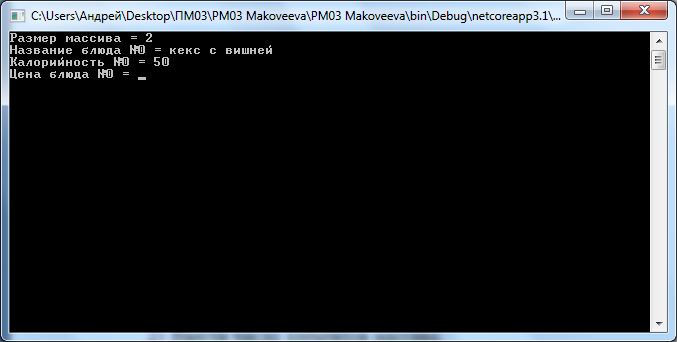 C:\Users\Андрей\Desktop\ПМ03\PM03 Makoveeva\PM03 Makoveeva\bin\Debug\netcoreapp3.1\...
Размер массива = 2
Название блюда №0 = кекс с вишней
Калорийность №0 = 50
Цена блюда №0 = _